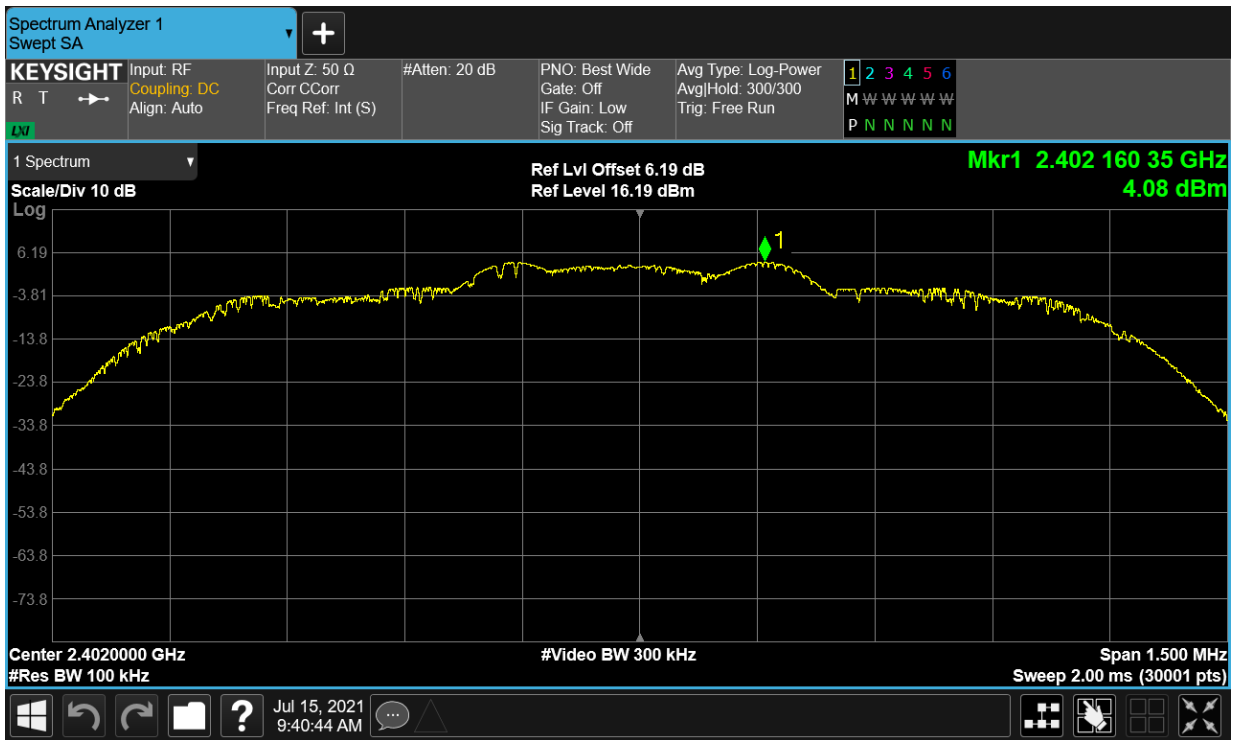 Spectrum Analyzer 1
Swept SA
KEYSIGHT
R T
LXI
Input: RF
Coupling: DC
Align: Auto
Input Z: 50 Ω
Corr CCorr
Freq Ref: Int (S)
#Atten: 20 dB
PNO: Best Wide
Gate: Off
IF Gain: Low
Sig Track: Off
Avg Type: Log-Power
Avg|Hold: 300/300
Trig: Free Run
1 2 3 4 5 6
M W W W W W
P N N N N N
1 Spectrum
Scale/Div 10 dB
Log
Ref Lvl Offset 6.19 dB
Ref Level 16.19 dBm
Mkr1 2.402 160 35 GHz
4.08 dBm
1
6.19
-3.81
-13.8
-23.8
-33.8
-43.8
-53.8
-63.8
-73.8
Center 2.4020000 GHz
#Res BW 100 kHz
#Video BW 300 kHz
Span 1.500 MHz
Sweep 2.00 ms (30001 pts)
?
Jul 15, 2021
9:40:44 AM